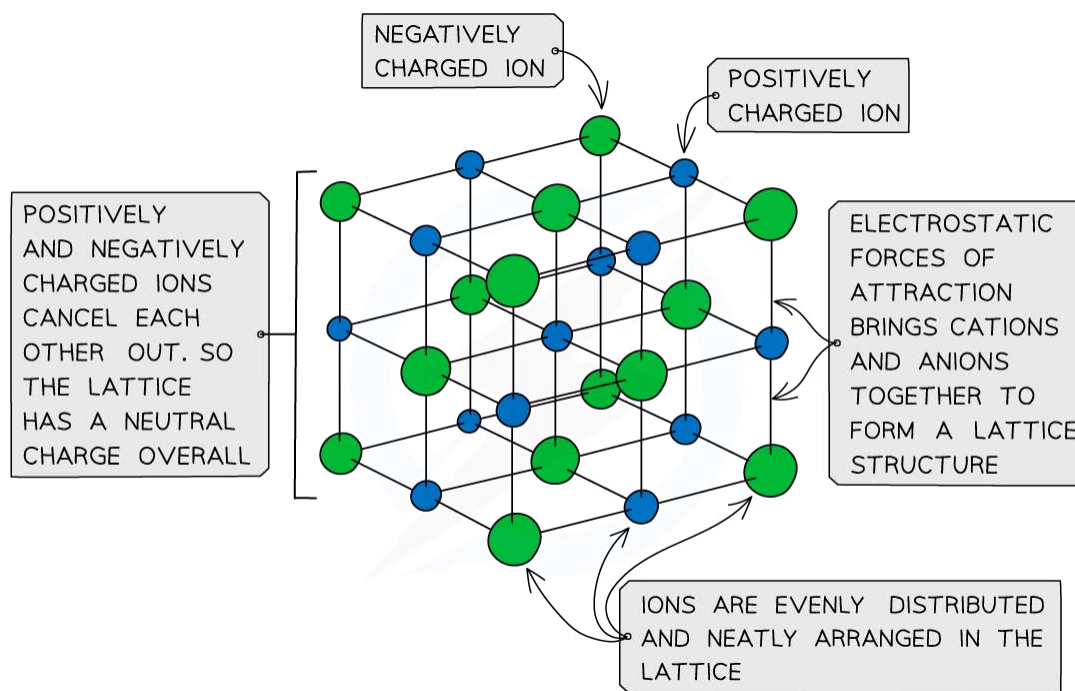 NEGATIVELY
CHARGED ION
POSITIVELY
CHARGED ION
POSITIVELY
AND NEGATIVELY
CHARGED IONS
CANCEL EACH
OTHER OUT. SO
THE LATTICE
HAS A NEUTRAL
CHARGE OVERALL
ELECTROSTATIC
FORCES OF
ATTRACTION
BRINGS CATIONS
AND ANIONS
TOGETHER TO
FORM A LATTICE
STRUCTURE
IONS ARE EVENLY DISTRIBUTED
AND NEATLY ARRANGED IN THE
LATTICE